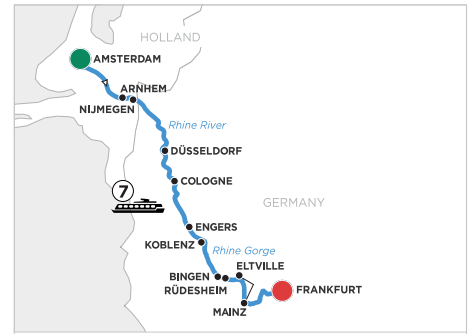 HOLLAND
AMSTERDAM
ARNHEM
NIJMEGEN
Rhine River
DÜSSELDORF
COLOGNE
7
GERMANY
ENGERS
KOBLENZ
Rhine Gorge
ELTVILLE
BINGEN
RÜDESHEIM
FRANKFURT
MAINZ